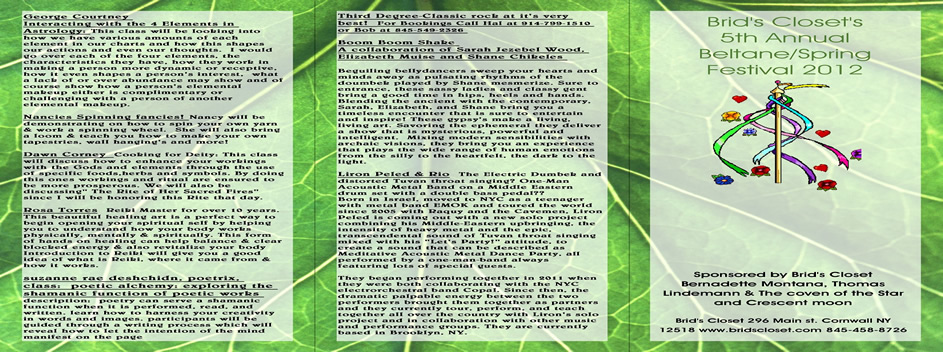 George Courtney
Interacting with the 4 Elements in
Astrology: This class will be looking into
how we have various amounts of each
element in our charts and how this shapes
our actions and even our thoughts. I would
go over each of the four elements, the
characteristics they have, how they work in
making a person more dynamic or receptive,
how it even shapes a person's interest, what
a lack of or over abundance may show and of
course show how a person's elemental
makeup either is complimentary or
challenging with a person of another
elemental makeup.
Nancies Spinning fancies! Nancy will be
demonstrating on how to spin your own yarn
& work a spinning wheel. She will also bring
a loom & teach you how to make your own
tapestries, wall hanging's and more!
Dawn Corney Cooking for Deity: This class
will discuss how to enhance your workings
with the Gods and Ancients through the use
of specific foods,herbs and symbols. By doing
this ones workings and ritual are ensured to
be more prosperous. We will also be
discussing" The Rite of Her Sacred Fires"
since I will be honoring this Rite that day.
Rosa Torres Reiki Master for over 10 years.
This beautiful healing art is a perfect way to
begin opening your mind & self by helping
you to understand how your body works
physically, mentally & spiritually. This form
of hands on healing can help balance & clear
blocked energy & also revitalize your body
Introduction to Reiki will give you a good
idea of what is Reiki, where it came from &
how it works.
suzanne rae deshchidn, poetrix,
class: poetic alchemy: exploring the
shamanic function of poetic works
description: poetry can serve a shamanic
function when it is performed, read, and
written. learn how to harness your creativity
in words and images. participants will be
guided through a writing process which will
reveal how to let the intention of the mind
manifest on the page
Third Degree-Classic rock at it's very
best! For Bookings Call Hal at 914-799-1510
or Bob at 845-549-2326
Boom Boom Shake
A collaboration of Sarah Jezebel Wood,
Elizabeth Muise and Shane Chikeles
Beguiling bellydancers sweep your hearts and
minds away as pulsating rhythms of the
doumbek played by Shane mesmerize. Sure to
entrance, these sassy ladies and classy gent
bring a good time in hips, heels and hands.
Blending the ancient with the contemporary,
Sarah, Elizabeth, and Shane bring you a
timeless encounter that is sure to entertain
and inspire! These gypsy's make a living,
living art. Savoring the ephemeral they deliver
a show that is mysterious, powerful and
intelligent. Mixing modern sensibilities with
archaic visions, they bring you an experience
that plays the wide range of human emotions
from the silly to the heartfelt, the dark to the
light.
Liron Peled & Rio The Electric Dumbek and
distorted Tuvan throat singing? One-Man
Acoustic Metal Band on a Middle Eastern
drum set with a double bass pedal??
Born in Israel, moved to NYC as a teenager
with metal band EMOK and toured the world
since 2005 with Raquy and the Cavemen, Liron
Peled is coming out with a new solo project
combining his Middle-Eastern drumming, the
intensity of heavy metal and the epic,
transcendental sound of Tuvan throat singing
mixed with his "Let's Party!" attitude, to
create a sound that can be described as
Meditative Acoustic Metal Dance Party, all
performed by a one-man-band always
featuring lots of special guests.
They began performing together in 2011 when
they were both collaborating with the NYC
electrorchestral band Copal. Since then, the
dramatic palpable energy between the two
performers brought them together as partners
and they currently tour, perform, and teach
together all over the country with Liron's solo
project and in collaboration with other music
and performance groups. They are currently
based in Brooklyn, NY.
Brid's Closet's
5th Annual
Beltane/Spring
Festival 2012
Sponsored by Brid's Closet
Bernadette Montana, Thomas
Lindemann & The coven of the Star
and Crescent moon
Brid's Closet 296 Main st. Cornwall NY
12518 www.bridscloset.com 845-458-8726